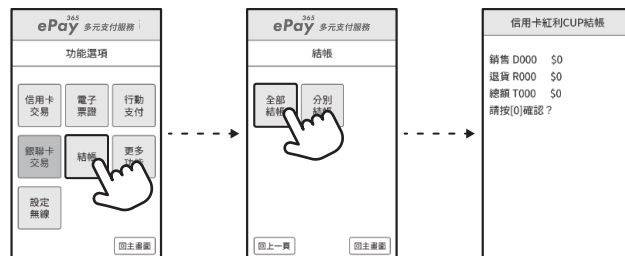 365
ePay 多元支付服務
功能選項
信用卡
交易
電子
票證
行動
支付
銀聯卡
交易
結帳
更多
功能
設定
無線
回主畫面
365
ePay 多元支付服務
結帳
全部
結帳
分別
結帳
回上一頁
回主畫面
信用卡紅利CUP結帳
銷售 D000 $0
退貨 R000 $0
總額 T000 $0
請按[0]確認？